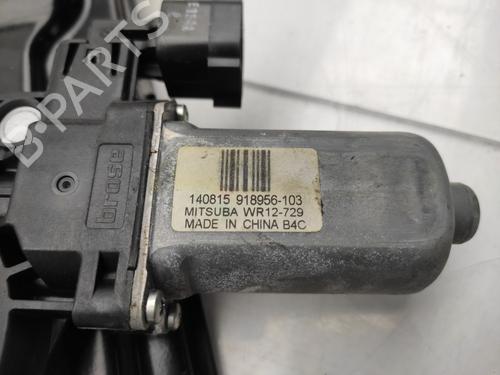 brose
140815 918956-103
MITSUBA WR12-729
MADE IN CHINA B4C
B-PARTS